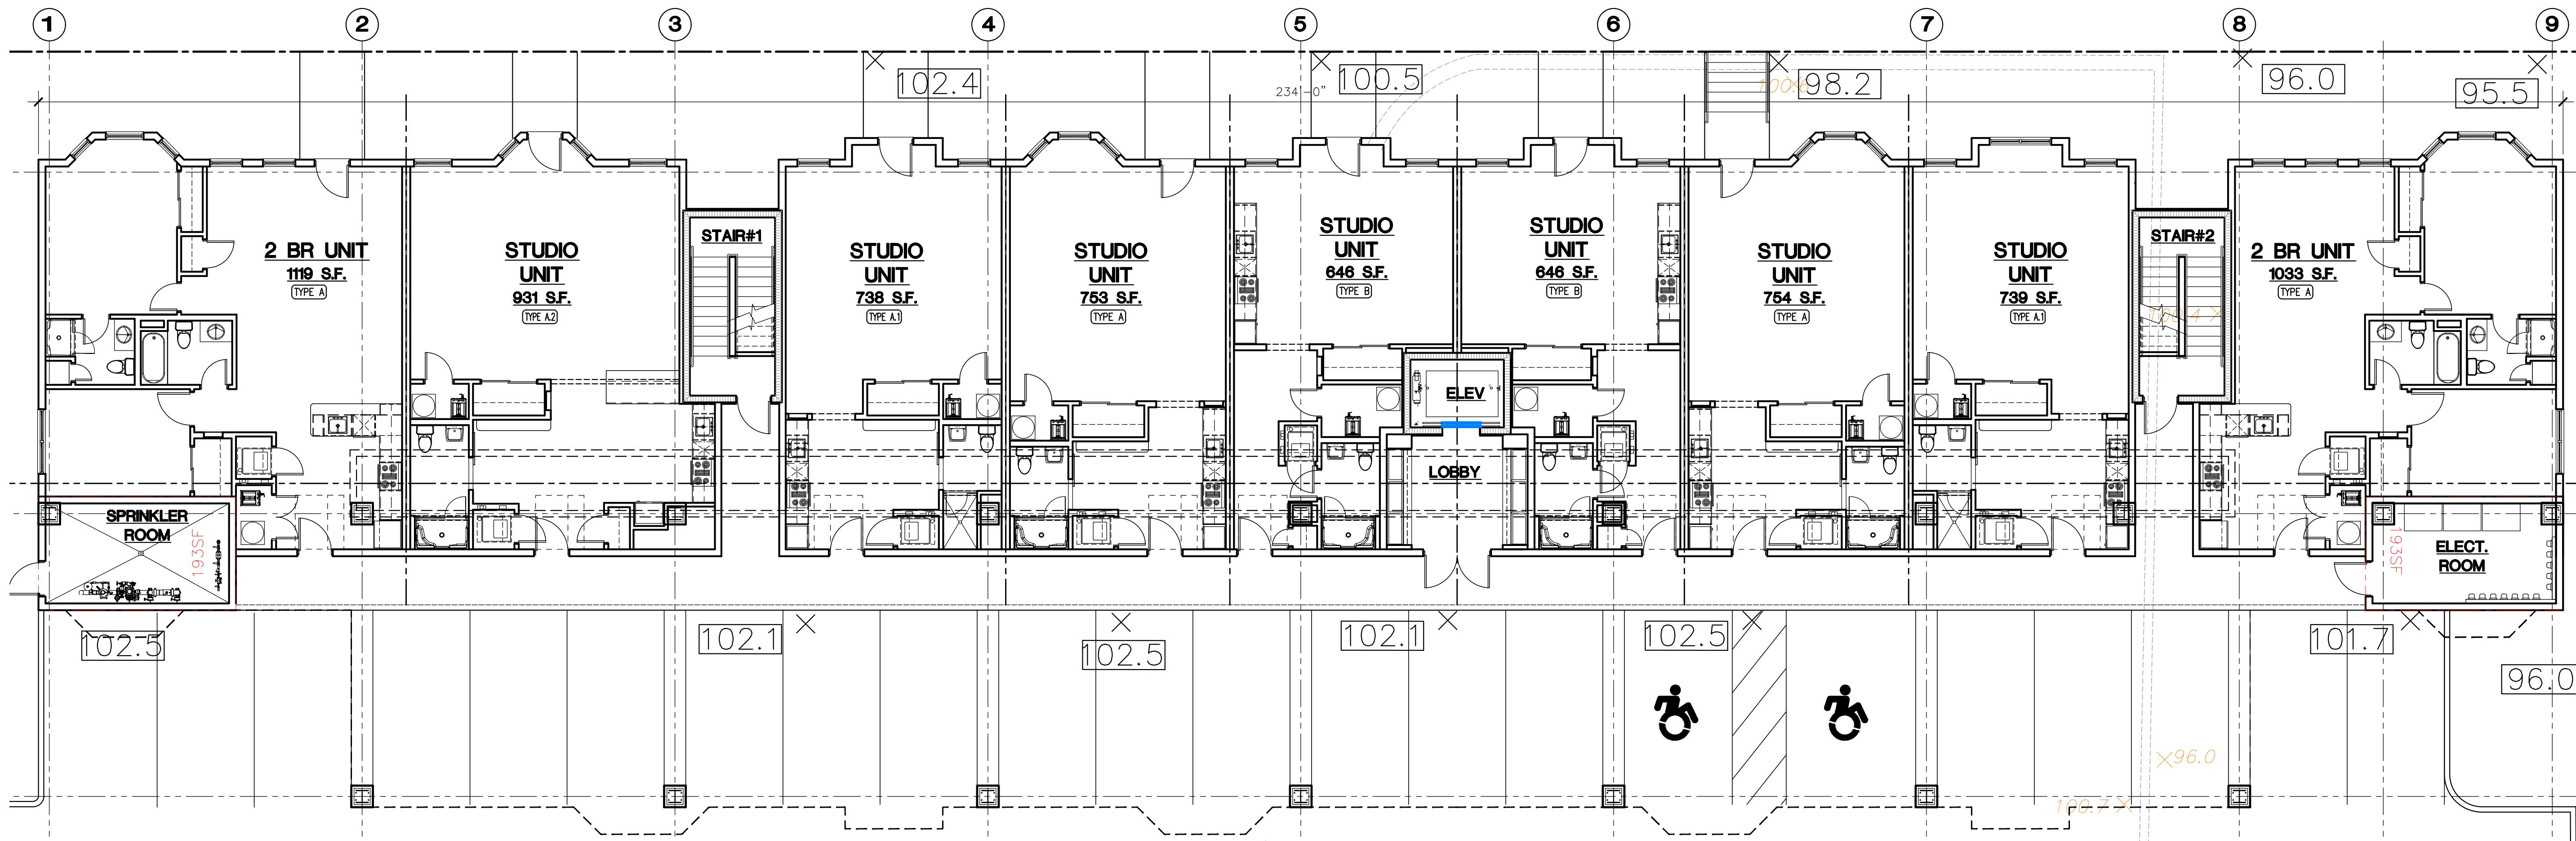 1
2
3
4
5
6
7
8
9
102.4
234'-0"
100.5
98.2
96.0
95.5
2 BR UNIT
1119 S.F.
TYPE A
STUDIO
UNIT
931 S.F.
TYPE A.2
STAIR#1
STUDIO
UNIT
738 S.F.
TYPE A.1
STUDIO
UNIT
753 S.F.
TYPE A
STUDIO
UNIT
646 S.F.
TYPE B
STUDIO
UNIT
646 S.F.
TYPE B
STUDIO
UNIT
754 S.F.
TYPE A
STUDIO
UNIT
739 S.F.
TYPE A.1
STAIR#2
100.4
2 BR UNIT
1033 S.F.
TYPE A
ELEV
LOBBY
SPRINKLER
ROOM
193SF
193SF
ELECT.
ROOM
102.5
102.1
102.5
102.1
102.5
101.7
96.0
96.0
100.7